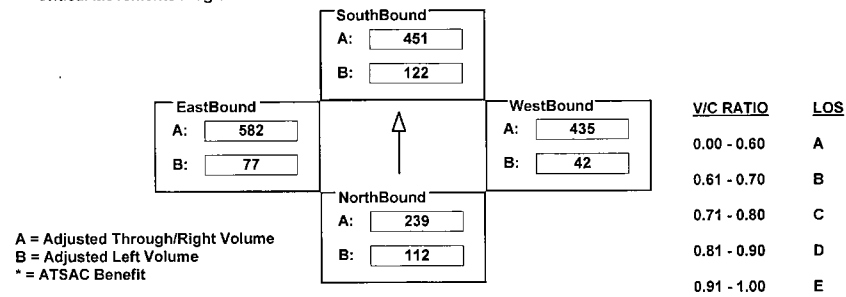 SouthBound
A: 451
B: 122
EastBound
A: 582
B: 77
WestBound
A: 435
B: 42
NorthBound
A: 239
B: 112
A = Adjusted Through/Right Volume
B = Adjusted Left Volume
* = ATSAC Benefit
V/C RATIO LOS
0.00 - 0.60 A
0.61 - 0.70 B
0.71 - 0.80 C
0.81 - 0.90 D
0.91 - 1.00 E